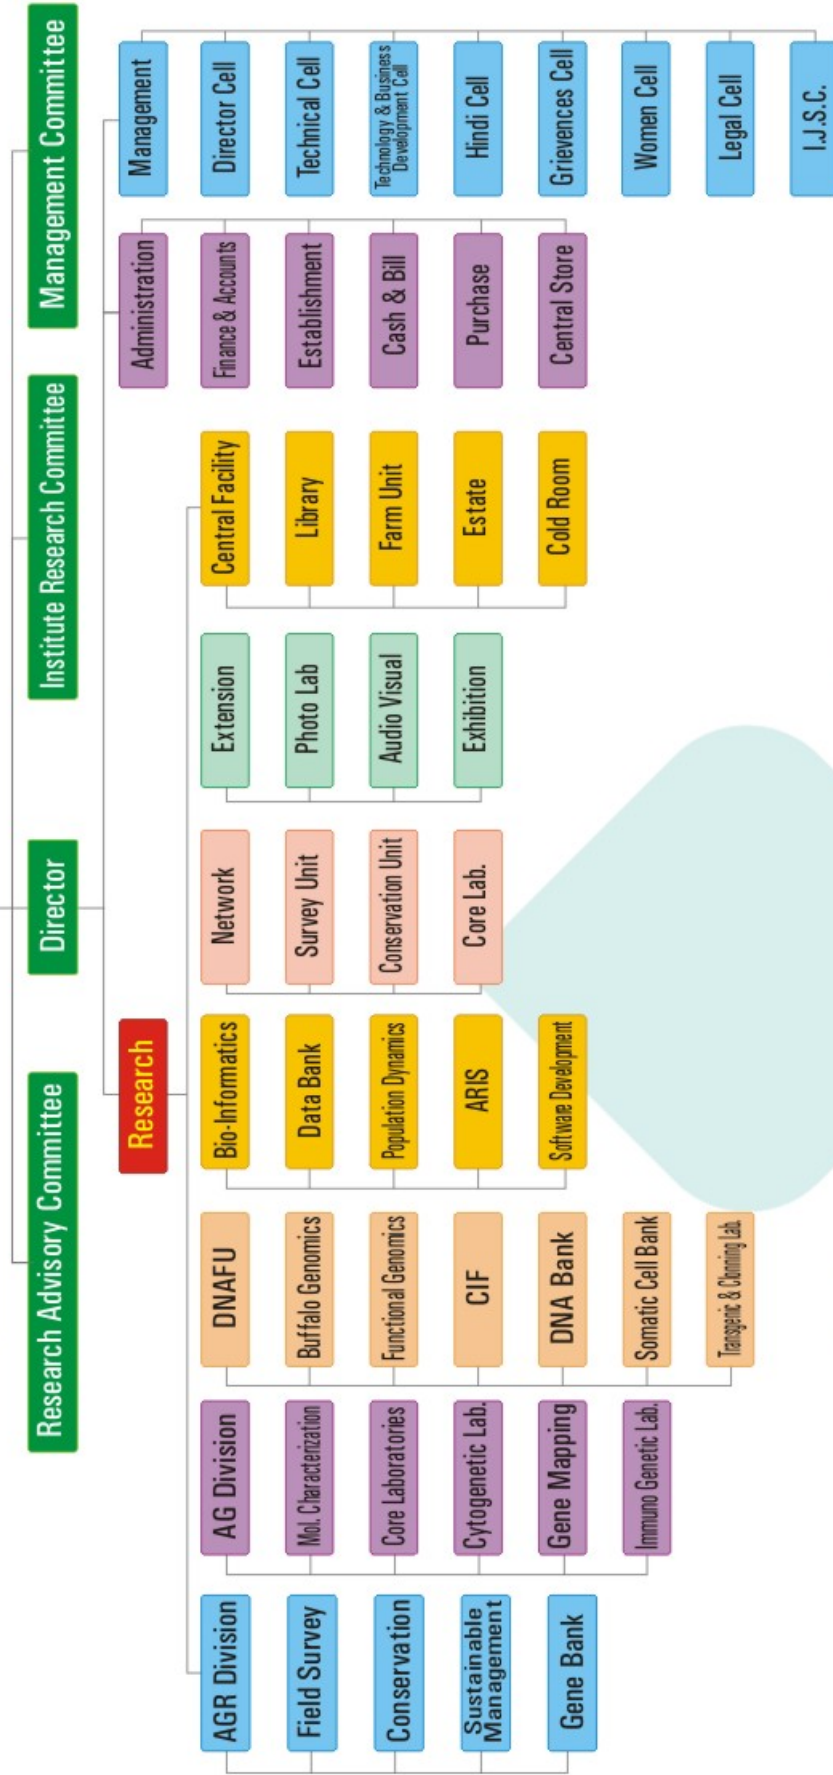 Research Advisory Committee
Director
Institute Research Committee
Management Committee
Research
Administration
Management
AGR Division
Field Survey
Conservation
Sustainable
Management
Gene Bank
AG Division
Mol. Characterization
Core Laboratories
Cytogenetic Lab.
Gene Mapping
Immuno Genetic Lab.
DNAFU
Buffalo Genomics
Functional Genomics
CIF
DNA Bank
Somatic Cell Bank
Transgenic & Clonning Lab.
Bio-Informatics
Data Bank
Population Dynamics
ARIS
Software Development
Network
Survey Unit
Conservation Unit
Core Lab.
Extension
Photo Lab
Audio Visual
Exhibition
Central Facility
Library
Farm Unit
Estate
Cold Room
Finance & Accounts
Establishment
Cash & Bill
Purchase
Central Store
Director Cell
Technical Cell
Technology & Business
Development Cell
Hindi Cell
Grievences Cell
Women Cell
Legal Cell
I.J.S.C.